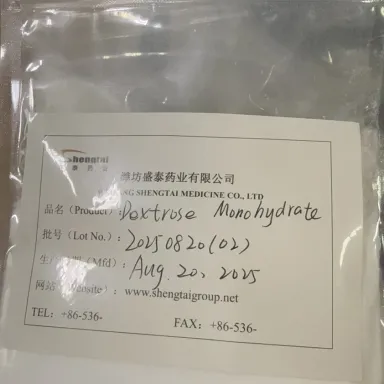 Shengtai
潍坊盛泰药业有限公司
SHENGTAI MEDICINE CO., LTD
品名(Product):Dextrose Monohydrate
批号(Lot No.):20250820(02)
生 (Mfd):Aug. 20, 2025
网 :www.shengtaigroup.net
TEL: +86-536-
FAX: +86-536-